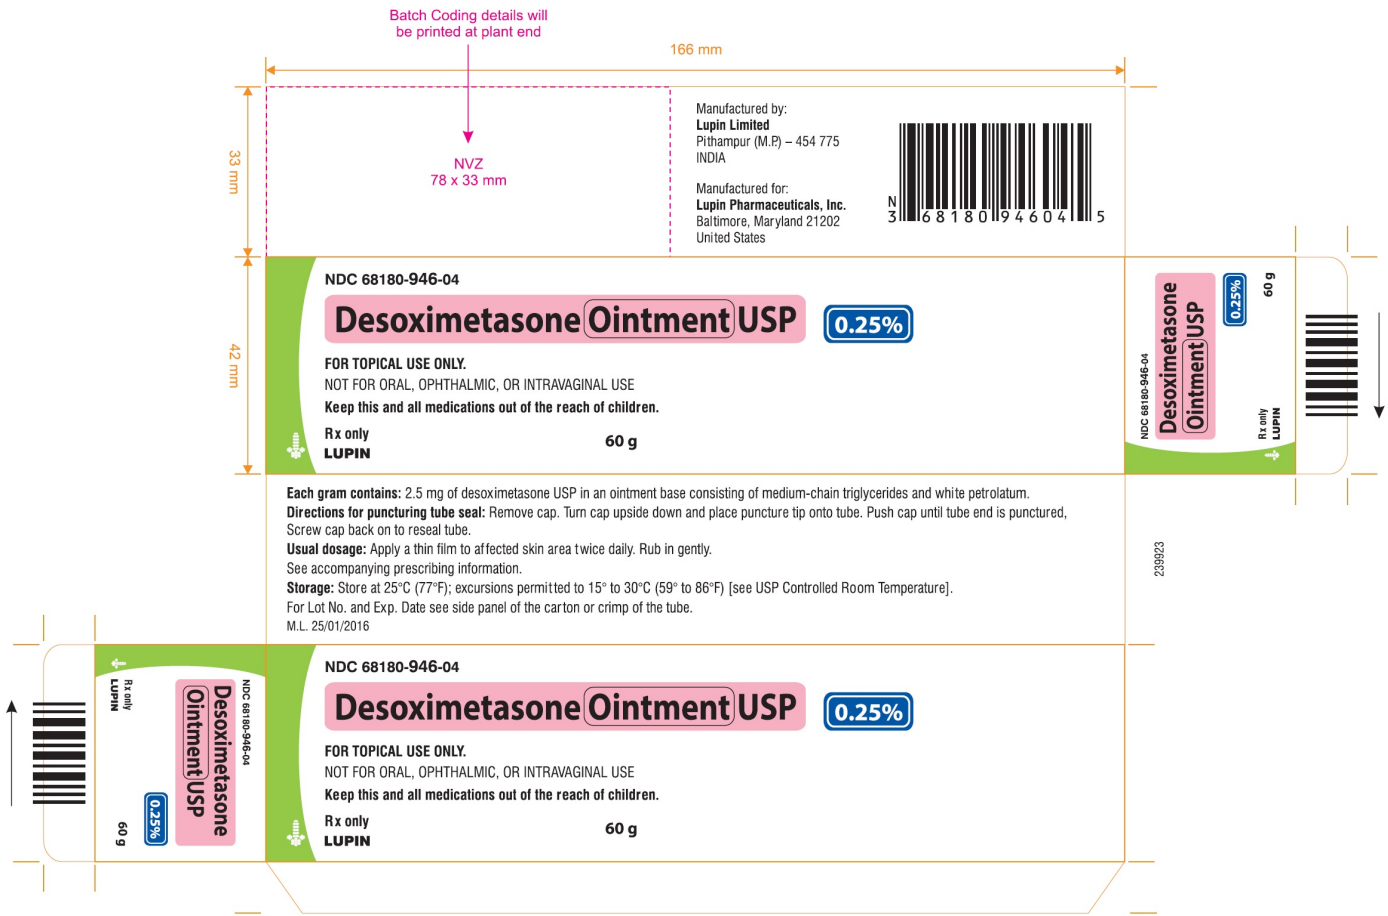 Batch Coding details will
be printed at plant end
166 mm
33 mm
NVZ
78 x 33 mm
Manufactured by:
Lupin Limited
Pithampur (M.P.) – 454 775
INDIA
Manufactured for:
Lupin Pharmaceuticals, Inc.
Baltimore, Maryland 21202
United States
N
3 68180 94604 5
42 mm
NDC 68180-946-04
Desoximetasone Ointment USP
0.25%
FOR TOPICAL USE ONLY.
NOT FOR ORAL, OPHTHALMIC, OR INTRAVAGINAL USE
Keep this and all medications out of the reach of children.
Rx only
60 g
LUPIN
NDC 68180-946-04
Desoximetasone
Ointment USP
0.25%
60 g
Rx only
LUPIN
Each gram contains: 2.5 mg of desoximetasone USP in an ointment base consisting of medium-chain triglycerides and white petrolatum.
Directions for puncturing tube seal: Remove cap. Turn cap upside down and place puncture tip onto tube. Push cap until tube end is punctured,
Screw cap back on to reseal tube.
Usual dosage: Apply a thin film to affected skin area twice daily. Rub in gently.
See accompanying prescribing information.
Storage: Store at 25°C (77°F); excursions permitted to 15° to 30°C (59° to 86°F) [see USP Controlled Room Temperature].
For Lot No. and Exp. Date see side panel of the carton or crimp of the tube.
M.L. 25/01/2016
239923
NDC 68180-946-04
Desoximetasone
Ointment USP
0.25%
60 g
Rx only
LUPIN
NDC 68180-946-04
Desoximetasone Ointment USP
0.25%
FOR TOPICAL USE ONLY.
NOT FOR ORAL, OPHTHALMIC, OR INTRAVAGINAL USE
Keep this and all medications out of the reach of children.
Rx only
60 g
LUPIN